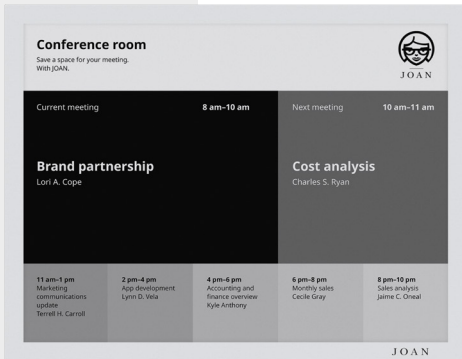 Conference room
Save a space for your meeting.
With JOAN.
JOAN
Current meeting
8 am–10 am
Brand partnership
Lori A. Cope
Next meeting
10 am–11 am
Cost analysis
Charles S. Ryan
11 am–1 pm
Marketing
communications
update
Terrell H. Carroll
2 pm–4 pm
App development
Lynn D. Vela
4 pm–6 pm
Accounting and
finance overview
Kyle Anthony
6 pm–8 pm
Monthly sales
Cecile Gray
8 pm–10 pm
Sales analysis
Jaime C. Oneal
JOAN